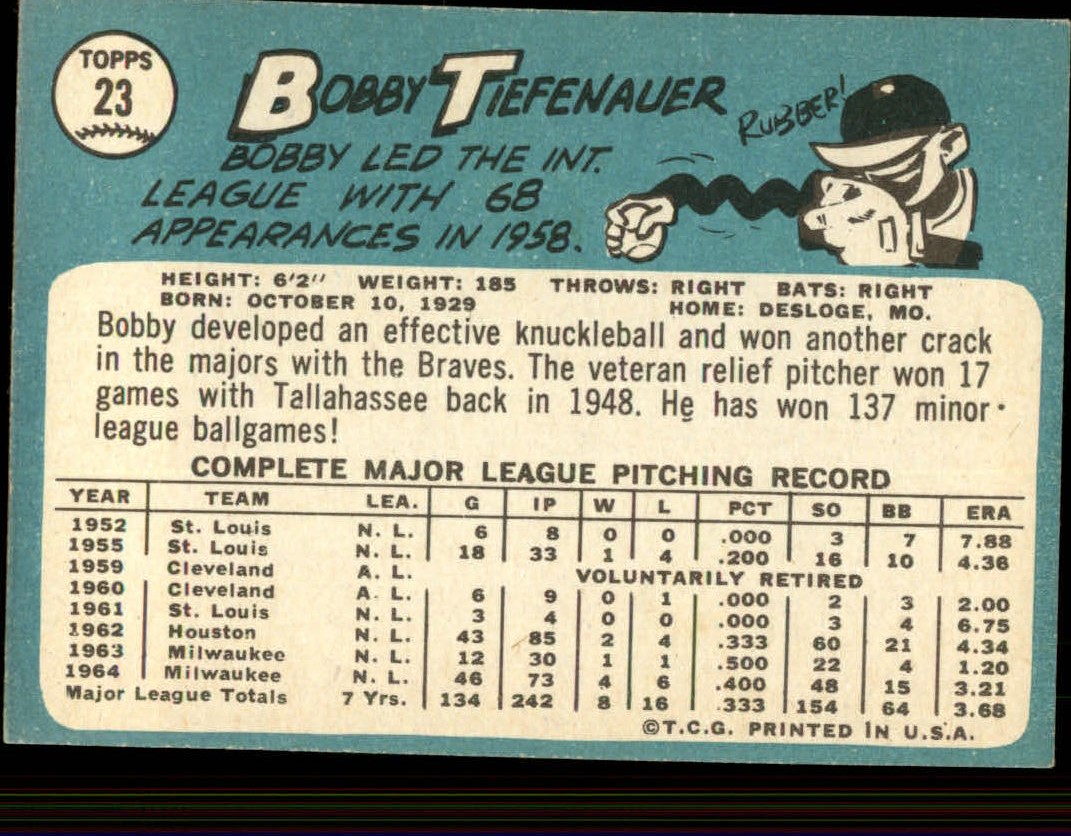 TOPPS
23
BOBBY TIEFENAUER
RUBBER!
BOBBY LED THE INT.
LEAGUE WITH 68
APPEARANCES IN 1958.
HEIGHT: 6'2" WEIGHT: 185 THROWS: RIGHT BATS: RIGHT
BORN: OCTOBER 10, 1929 HOME: DESLOGE, MO.
Bobby developed an effective knuckleball and won another crack
in the majors with the Braves. The veteran relief pitcher won 17
games with Tallahassee back in 1948. He has won 137 minor
league ballgames!
COMPLETE MAJOR LEAGUE PITCHING RECORD
YEAR TEAM LEA. G IP W L PCT SO BB ERA
1952 St. Louis N. L. 6 8 0 0 .000 3 7 7.88
1955 St. Louis N. L. 18 33 1 4 .200 16 10 4.36
1959 Cleveland A. L. VOLUNTARILY RETIRED
1960 Cleveland A. L. 6 9 0 1 .000 2 3 2.00
1961 St. Louis N. L. 3 4 0 0 .000 3 4 6.75
1962 Houston N. L. 43 85 2 4 .333 60 21 4.34
1963 Milwaukee N. L. 12 30 1 1 .500 22 4 1.20
1964 Milwaukee N. L. 46 73 4 6 .400 48 15 3.21
Major League Totals 7 Yrs. 134 242 8 16 .333 154 64 3.68
©T.C.G. PRINTED IN U.S.A.